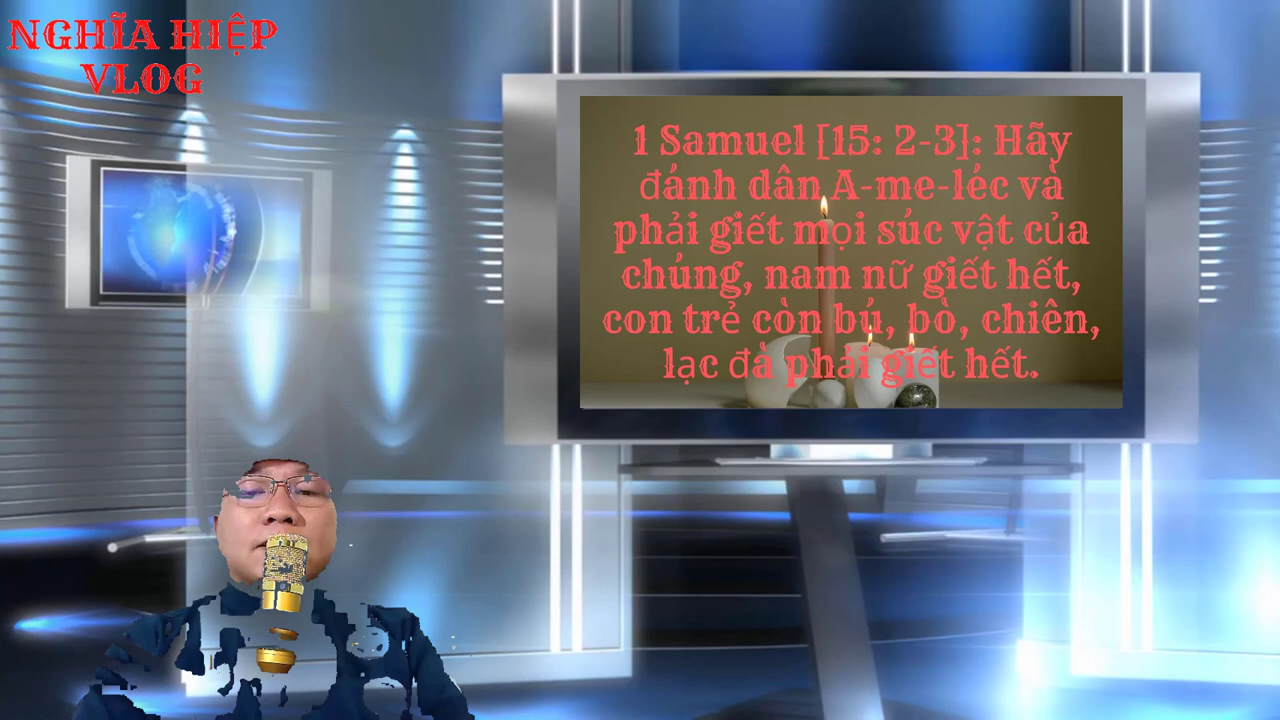 NGHĨA HIỆP
VLOG
1 Samuel [15: 2-3]: Hãy
đánh dân A-me-léc và
phải giết mọi súc vật của
chúng, nam nữ giết hết,
con trẻ còn bú, bò, chiên,
lạc đà phải giết hết.